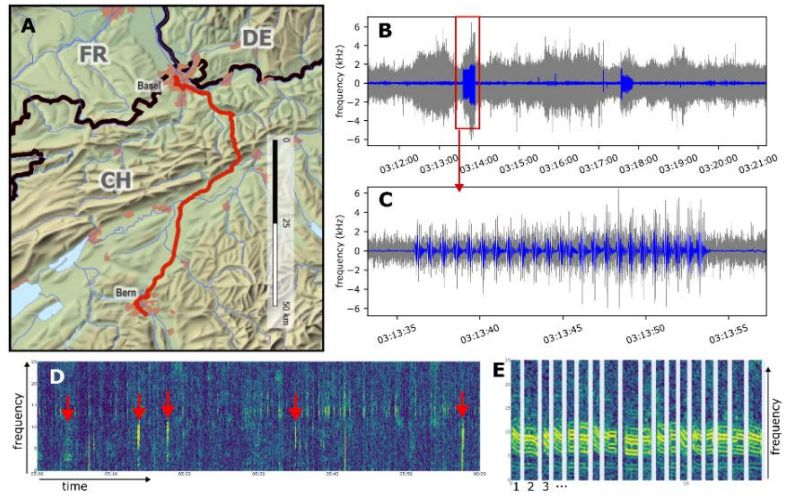 A
FR
DE
Basel
CH
Bern
0
25
50 km
B
frequency (kHz)
6
4
2
0
−2
−4
−6
03:12:00
03:13:00
03:14:00
03:15:00
03:16:00
03:17:00
03:18:00
03:19:00
03:20:00
03:21:00
C
frequency (kHz)
6
4
2
0
−2
−4
−6
03:13:35
03:13:40
03:13:45
03:13:50
03:13:55
D
frequency
time
E
frequency
1 2 3 ...